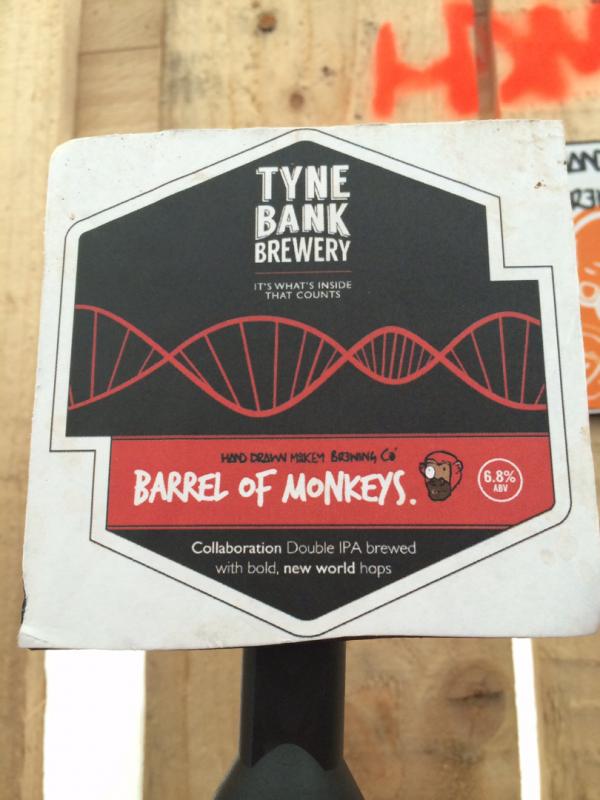 TYNE
BANK
BREWERY
IT'S WHAT'S INSIDE
THAT COUNTS
HAND DRAWN MONKEY BR3WING Co
BARREL OF MONKEYS.
6.8%
ABV
Collaboration Double IPA brewed
with bold, new world hops